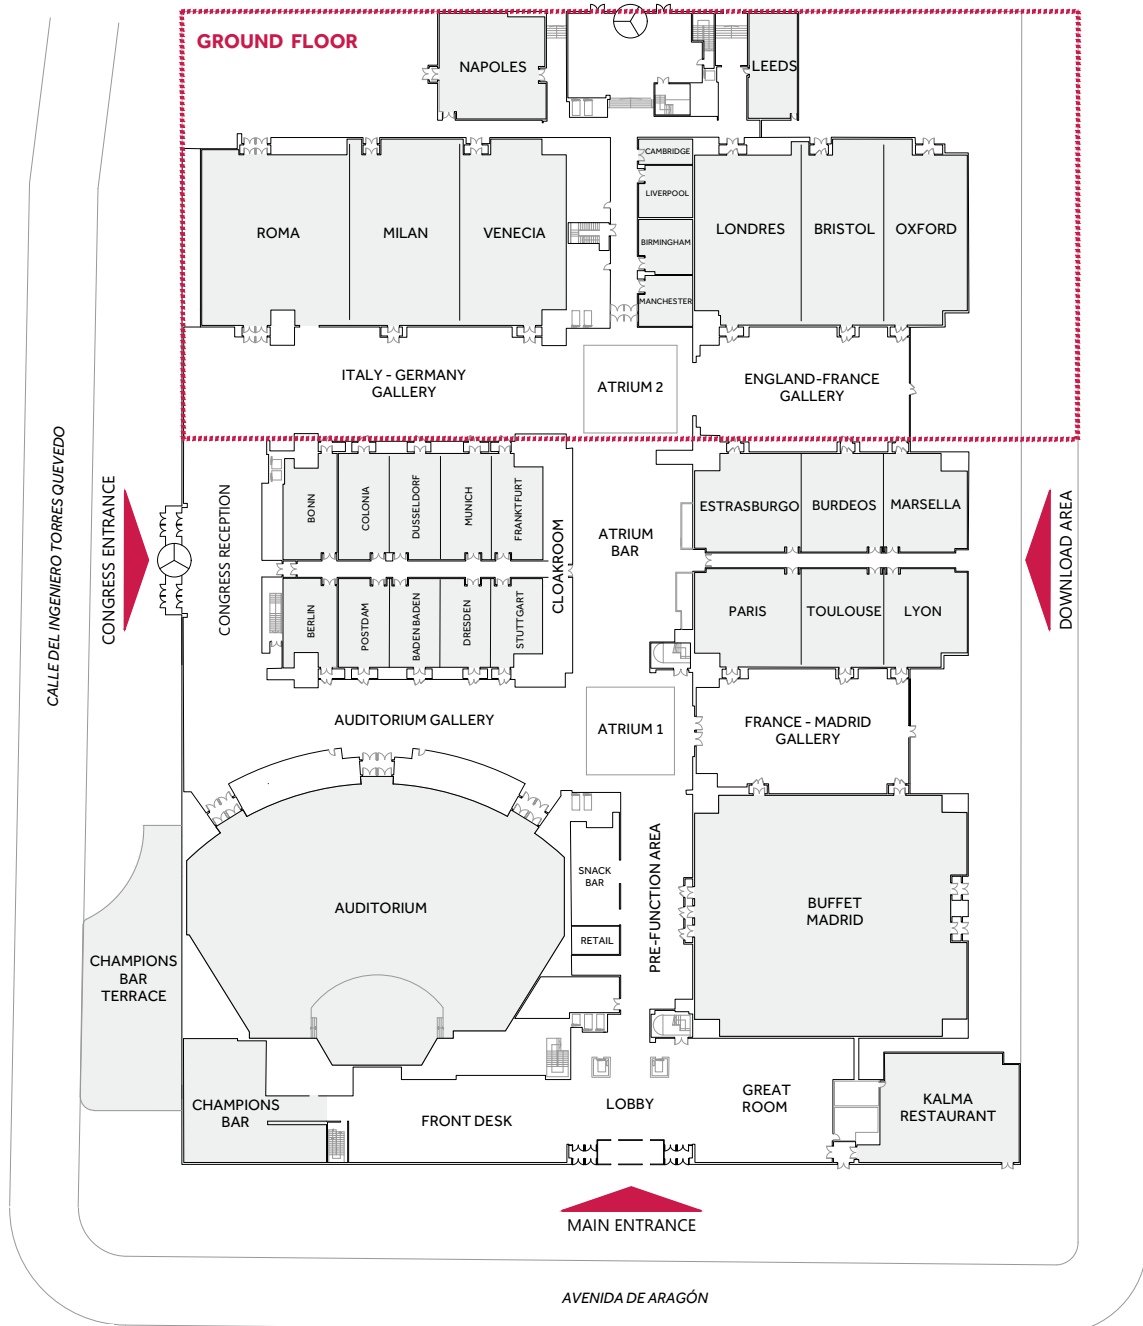 GROUND FLOOR
NAPOLES
LEEDS
CAMBRIDGE
LIVERPOOL
BIRMINGHAM
MANCHESTER
ROMA
MILAN
VENECIA
LONDRES
BRISTOL
OXFORD
ITALY - GERMANY
GALLERY
ATRIUM 2
ENGLAND-FRANCE
GALLERY
CALLE DEL INGENIERO TORRES QUEVEDO
CONGRESS ENTRANCE
CONGRESS RECEPTION
BONN
COLONIA
DUSSELDORF
MUNICH
FRANKTFURT
CLOAKROOM
ATRIUM
BAR
ESTRASBURGO
BURDEOS
MARSELLA
DOWNLOAD AREA
BERLIN
POSTDAM
BADEN BADEN
DRESDEN
STUTTGART
PARIS
TOULOUSE
LYON
AUDITORIUM GALLERY
ATRIUM 1
FRANCE - MADRID
GALLERY
SNACK
BAR
RETAIL
PRE-FUNCTION AREA
AUDITORIUM
BUFFET
MADRID
CHAMPIONS
BAR
TERRACE
CHAMPIONS
BAR
FRONT DESK
LOBBY
GREAT
ROOM
KALMA
RESTAURANT
MAIN ENTRANCE
AVENIDA DE ARAGÓN